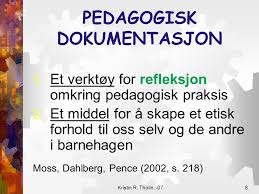 PEDAGOGISK
DOKUMENTASJON
1. Et verktøy for refleksjon
omkring pedagogisk praksis
2. Et middel for å skape et etisk
forhold til oss selv og de andre
i barnehagen
Moss, Dahlberg, Pence (2002, s. 218)
Kristin R. Tholin, -07.
8